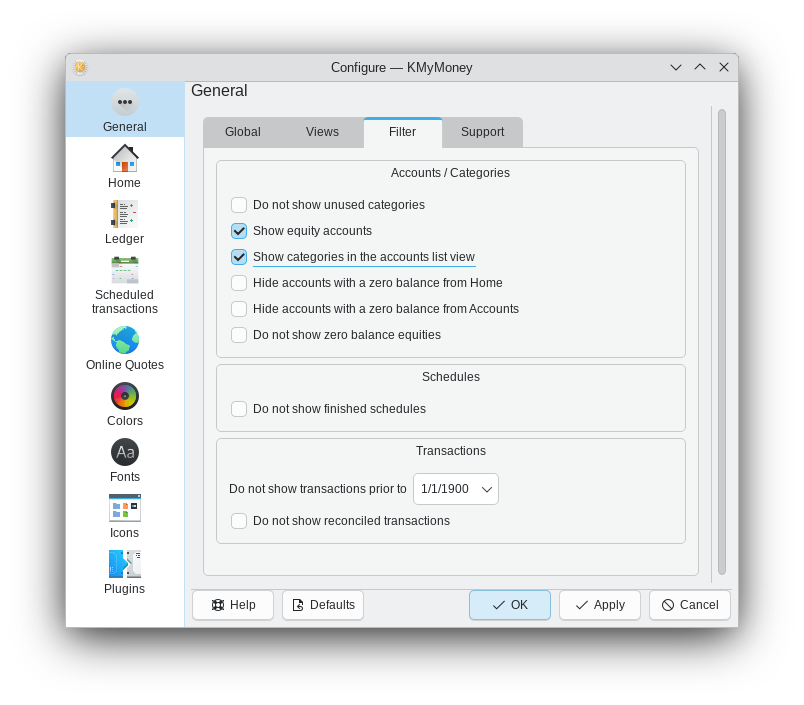 Configure — KMyMoney
General
Home
Ledger
Scheduled
transactions
Online Quotes
Colors
Aa
Fonts
Icons
Plugins
General
Global Views Filter Support
Accounts / Categories
Do not show unused categories
Show equity accounts
Show categories in the accounts list view
Hide accounts with a zero balance from Home
Hide accounts with a zero balance from Accounts
Do not show zero balance equities
Schedules
Do not show finished schedules
Transactions
Do not show transactions prior to 1/1/1900
Do not show reconciled transactions
Help Defaults OK Apply Cancel